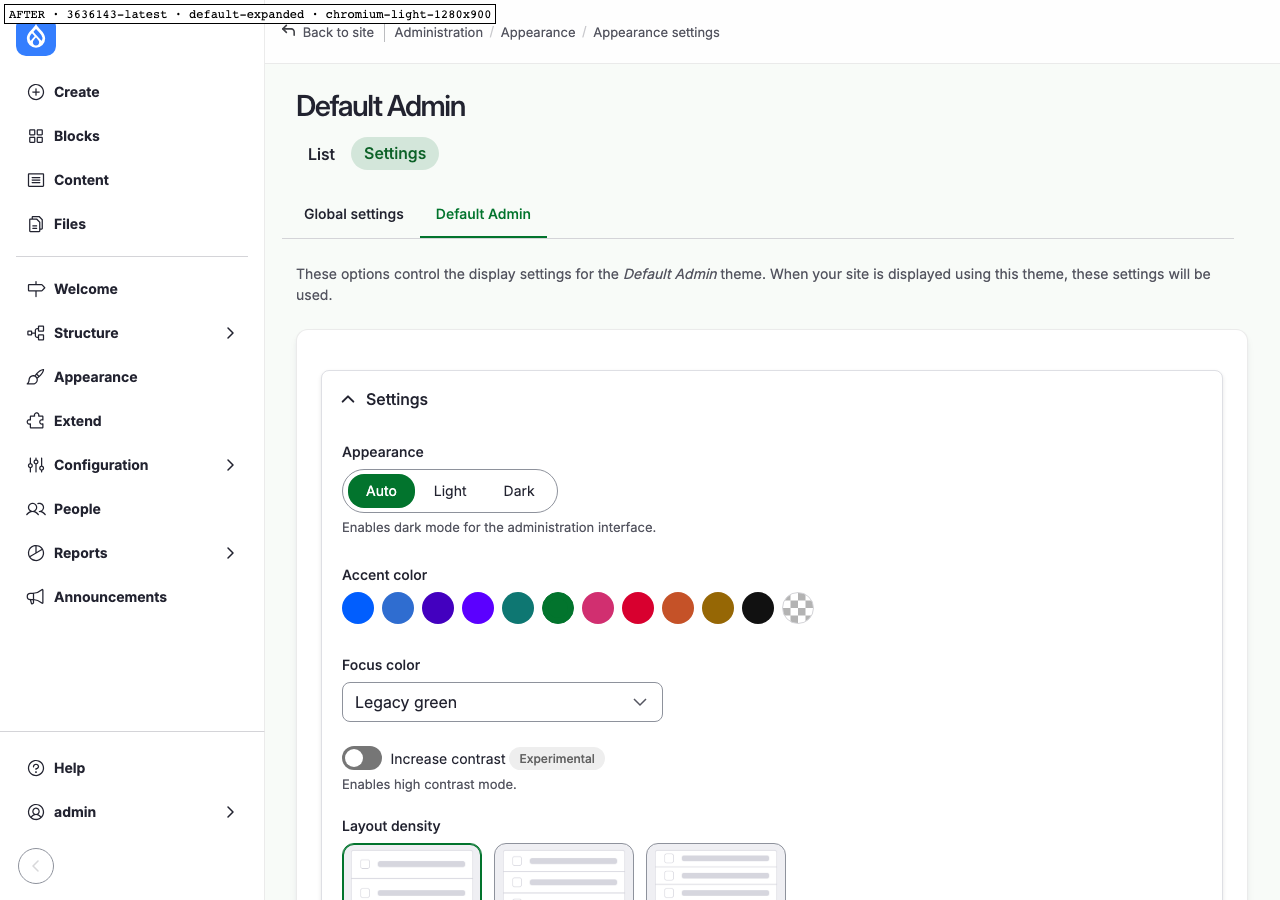 AFTER · 3636143-latest · default-expanded · chromium-light-1280x900
Back to site
Administration / Appearance / Appearance settings
Create
Blocks
Content
Files
Welcome
Structure
Appearance
Extend
Configuration
People
Reports
Announcements
Help
admin
Default Admin
List
Settings
Global settings
Default Admin
These options control the display settings for the Default Admin theme. When your site is displayed using this theme, these settings will be
used.
Settings
Appearance
Auto
Light
Dark
Enables dark mode for the administration interface.
Accent color
Focus color
Legacy green
Increase contrast
Experimental
Enables high contrast mode.
Layout density